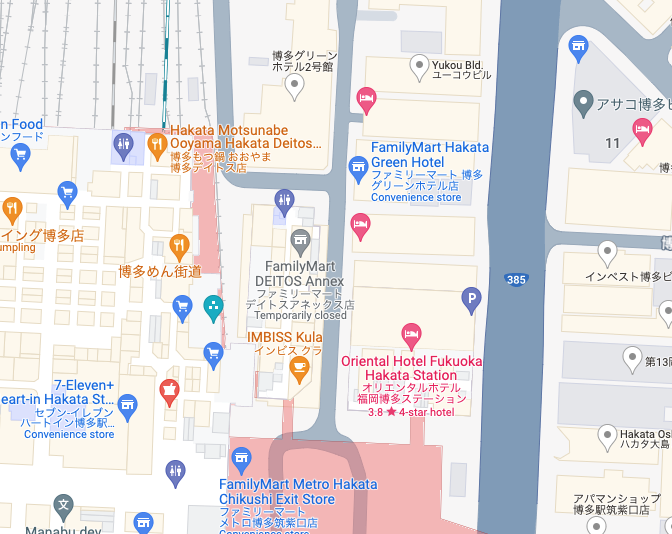 博多グリーン
ホテル2号館
Yukou Bld.
ユーコウビル
アサコ博多ビ
11
n Food
ンフード
Hakata Motsunabe
Ooyama Hakata Deitos...
博多もつ鍋 おおやま
博多デイトス店
FamilyMart Hakata
Green Hotel
ファミリーマート 博多
グリーンホテル店
Convenience store
博
イング博多店
umpling
博多めん街道
FamilyMart
DEITOS Annex
ファミリーマート
デイトスアネックス店
Temporarily closed
博
インベスト博多ビ
385
IMBISS Kula
インビス クラ
Oriental Hotel Fukuoka
Hakata Station
オリエンタルホテル
福岡博多ステーション
3.8 ★ 4-star hotel
P
第13岡
7-Eleven+
eart-in Hakata St...
セブン-イレブン
ハートイン博多駅...
Convenience store
Hakata Osl
ハカタ大島
FamilyMart Metro Hakata
Chikushi Exit Store
ファミリーマート
メトロ博多筑紫口店
Convenience store
アパマンショップ
博多駅筑紫口店
文
Manabu dev